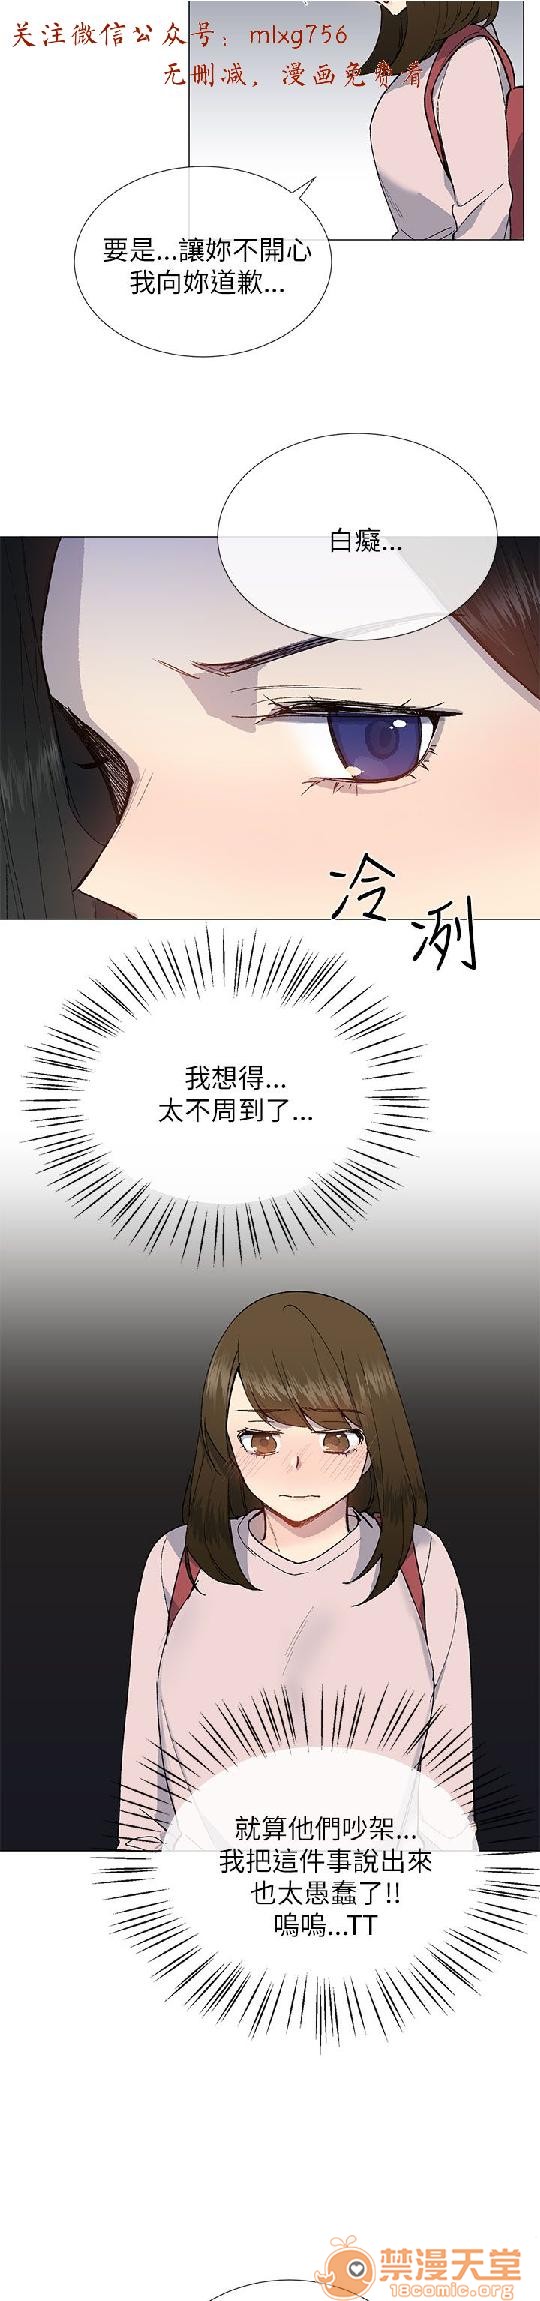 关注微信公众号：mlxg756
无删减，漫画免费看
要是...讓妳不開心
我向妳道歉...
白癡...
冷冽
我想得...
太不周到了...
就算他們吵架...
我把這件事說出來
也太愚蠢了!!
嗚嗚...TT
禁漫天堂
18comic.org